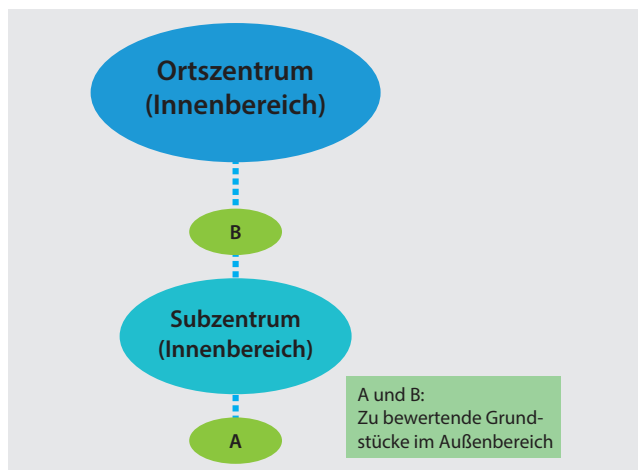 Ortszentrum
(Innenbereich)
B
Subzentrum
(Innenbereich)
A und B:
Zu bewertende Grund-
stücke im Außenbereich
A